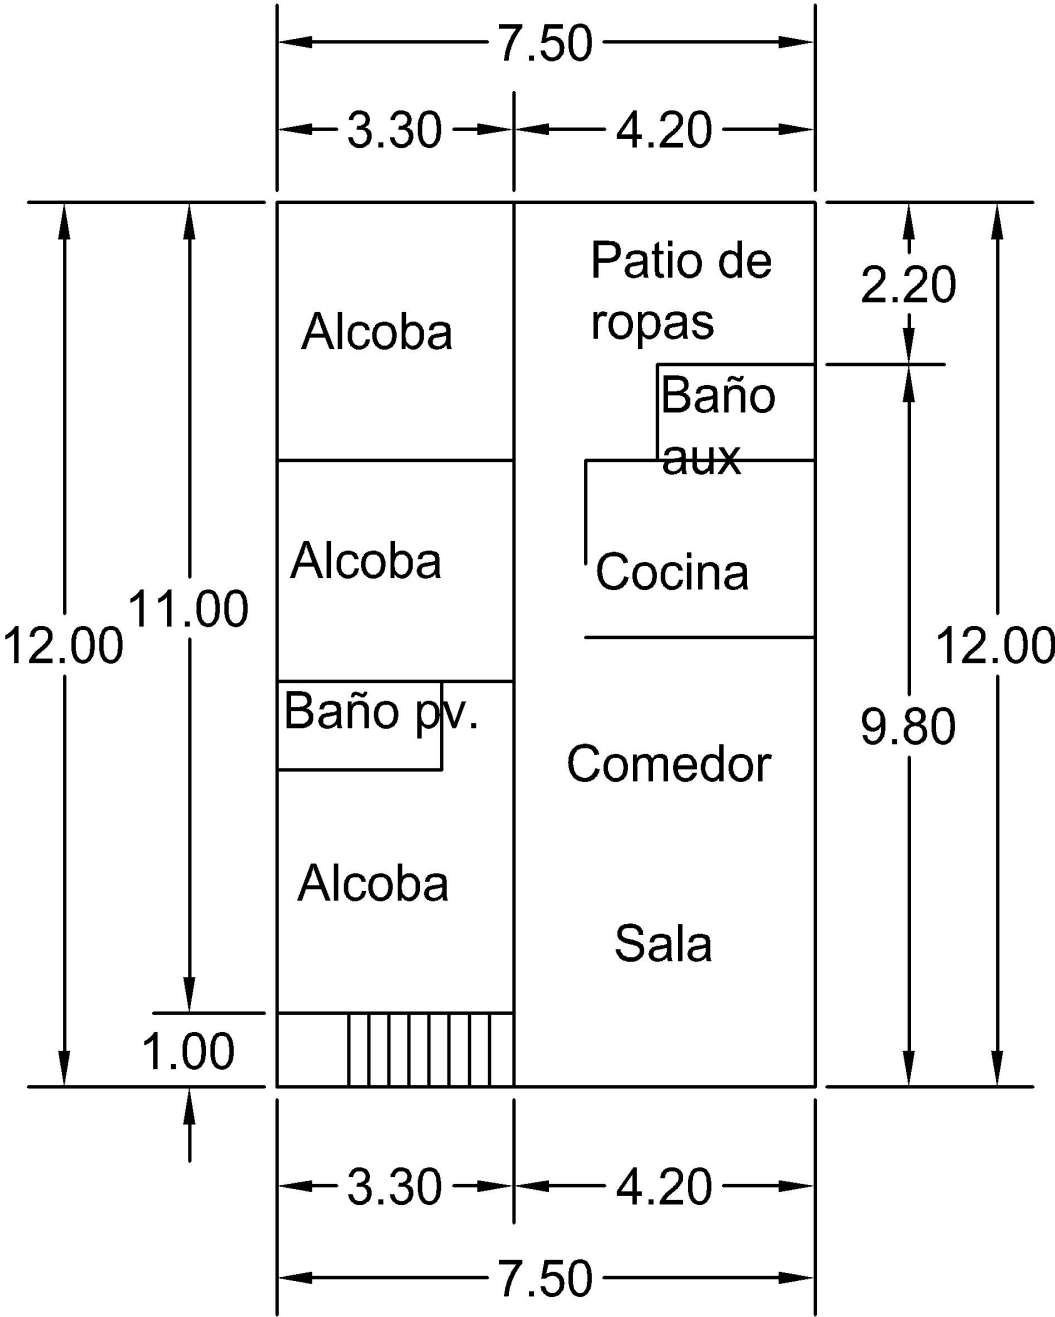 7.50
3.30
4.20
Patio de
ropas
2.20
Alcoba
Baño
aux
Alcoba
Cocina
11.00
12.00
12.00
Baño pv.
9.80
Comedor
Alcoba
Sala
1.00
3.30
4.20
7.50